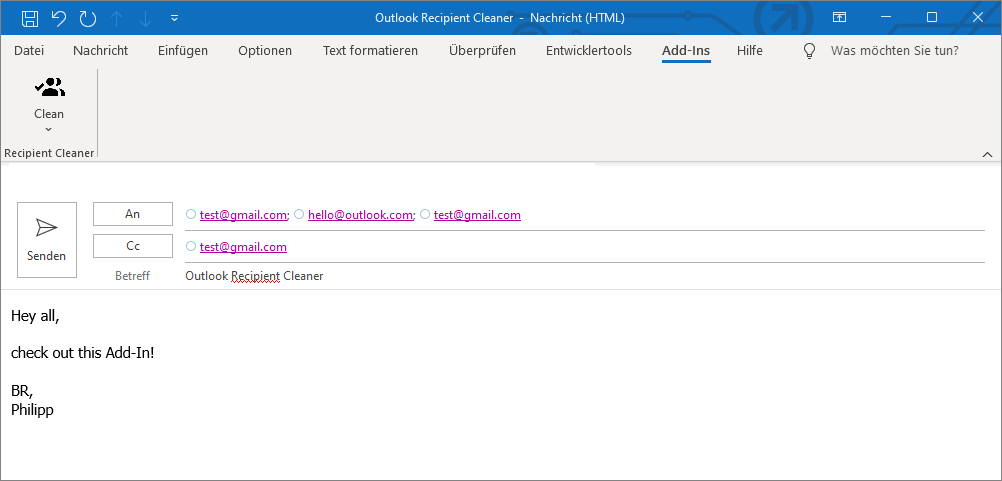 Outlook Recipient Cleaner - Nachricht (HTML)
Datei Nachricht Einfügen Optionen Text formatieren Überprüfen Entwicklertools Add-Ins Hilfe Was möchten Sie tun?
Clean
Recipient Cleaner
An test@gmail.com; hello@outlook.com; test@gmail.com
Senden
Cc test@gmail.com
Betreff Outlook Recipient Cleaner
Hey all,
check out this Add-In!
BR,
Philipp